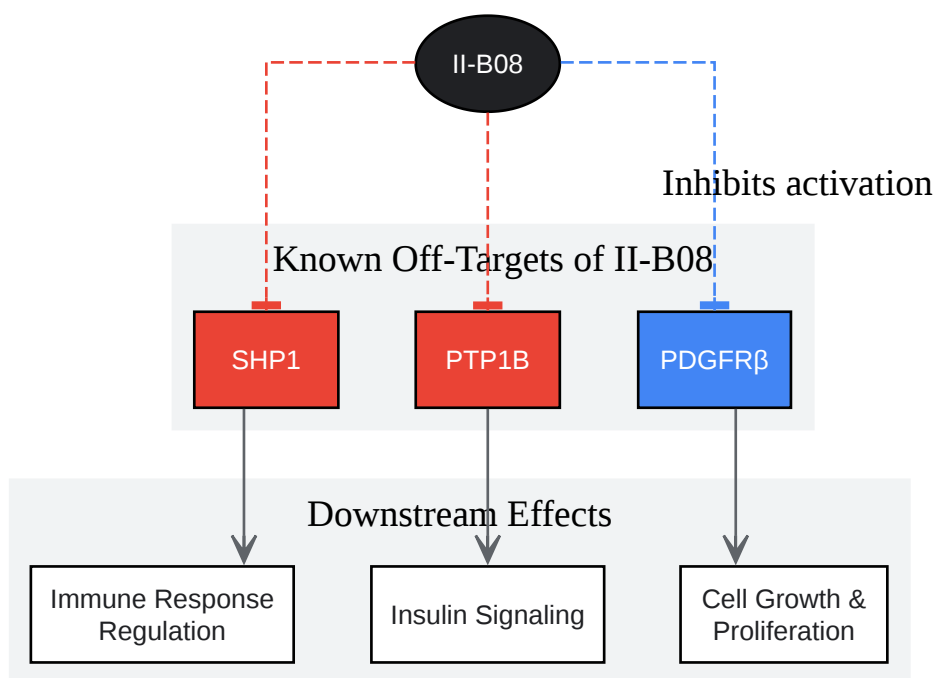 II-B08
Inhibits activation
Known Off-Targets of II-B08
SHP1
PTP1B
PDGFRβ
Downstream Effects
Immune Response
Regulation
Insulin Signaling
Cell Growth &
Proliferation